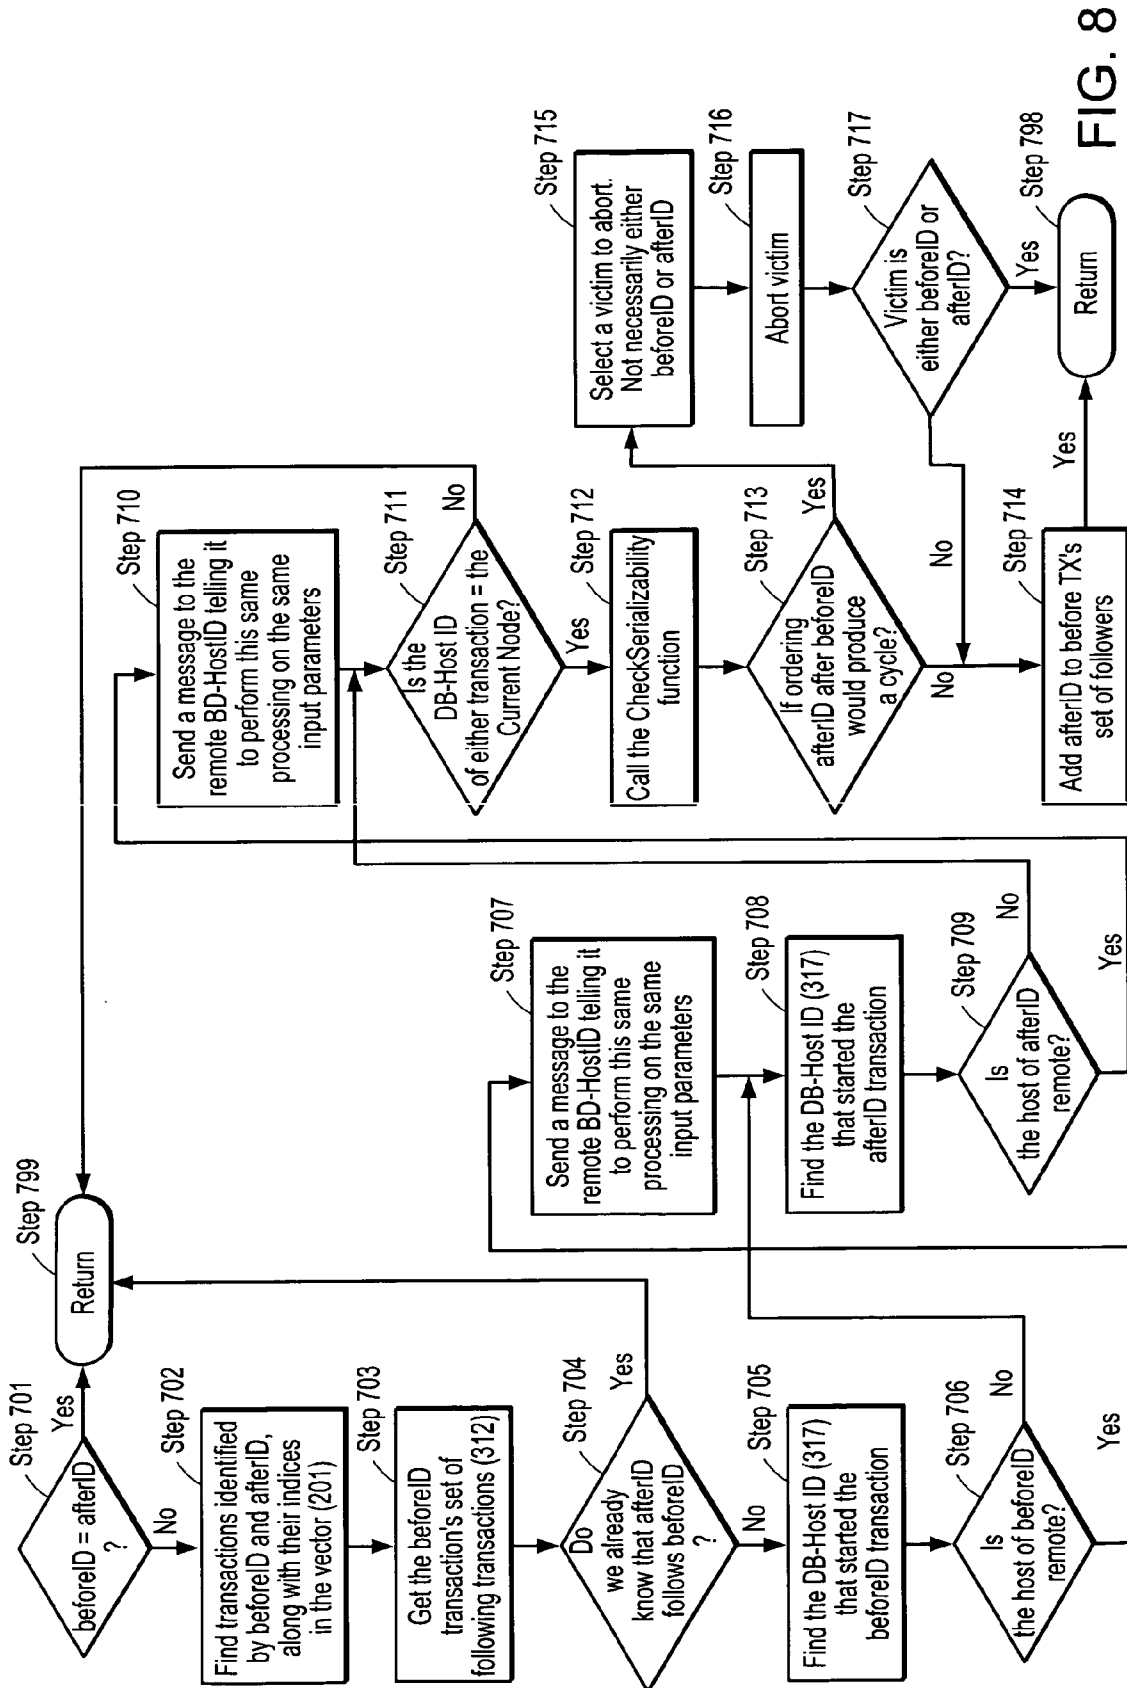 Step 701
beforeID = afterID
?
Yes
No
Step 799
Return
Step 702
Find transactions identified
by beforeID and afterID,
along with their indices
in the vector (201)
Step 703
Get the beforeID
transaction's set of
following transactions (312)
Step 704
Do
we already
know that afterID
follows beforeID
?
Yes
No
Step 705
Find the DB-Host ID (317)
that started the
beforeID transaction
Step 706
Is
the host of beforeID
remote?
No
Yes
Step 707
Send a message to the
remote BD-HostID telling it
to perform this same
processing on the same
input parameters
Step 708
Find the DB-Host ID (317)
that started the
afterID transaction
Step 709
Is
the host of afterID
remote?
No
Yes
Step 710
Send a message to the
remote BD-HostID telling it
to perform this same
processing on the same
input parameters
Step 711
Is the
DB-Host ID
of either transaction = the
Current Node?
No
Yes
Step 712
Call the CheckSerializability
function
Step 713
If ordering
afterID after beforeID
would produce
a cycle?
Yes
No
Step 714
Add afterID to before TX's
set of followers
Yes
Step 715
Select a victim to abort.
Not necessarily either
beforeID or afterID
Step 716
Abort victim
Step 717
Victim is
either beforeID or
afterID?
No
Yes
Step 798
Return
FIG. 8